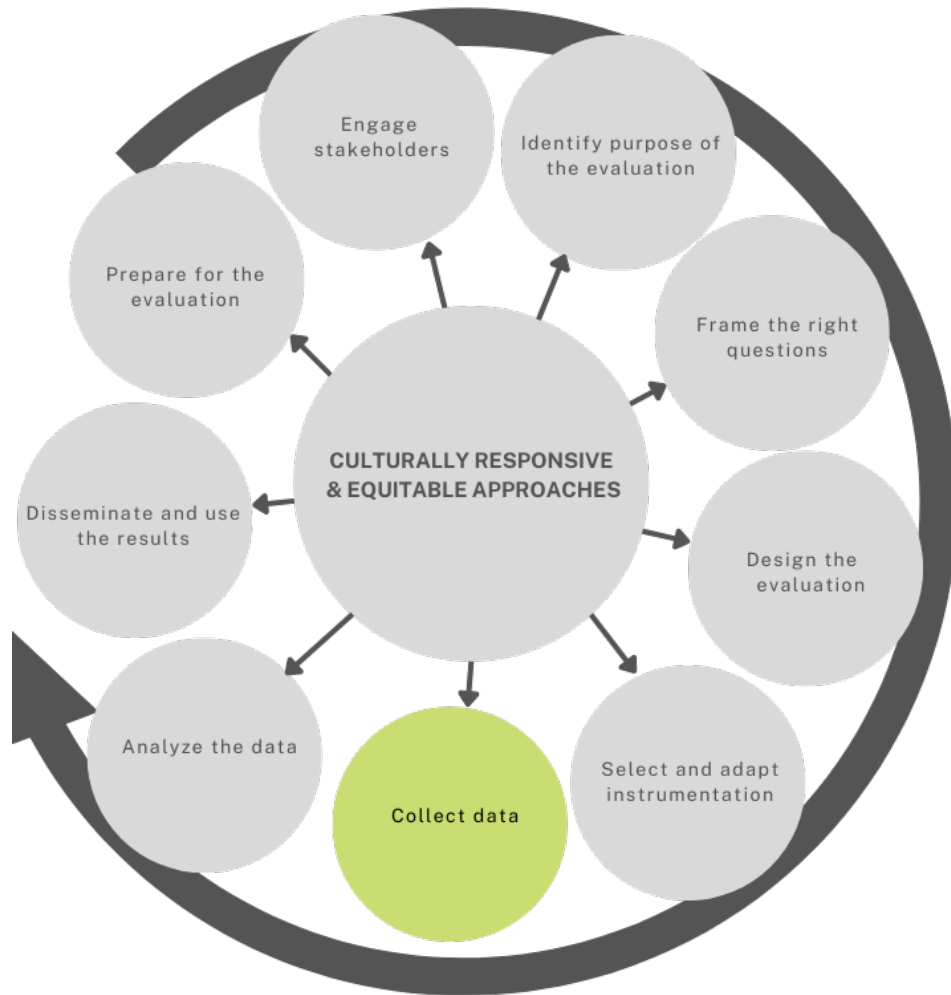 Engage
stakeholders
Identify purpose of
the evaluation
Prepare for the
evaluation
Frame the right
questions
CULTURALLY RESPONSIVE
& EQUITABLE APPROACHES
Disseminate and use
the results
Design the
evaluation
Analyze the data
Select and adapt
instrumentation
Collect data